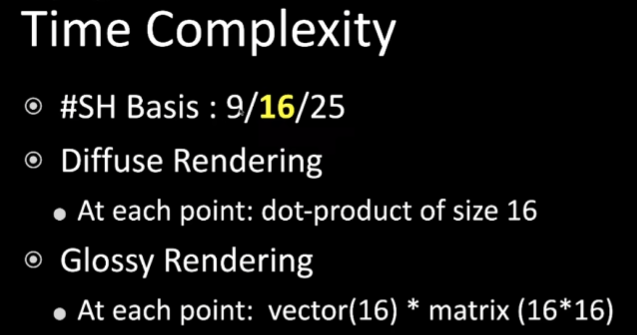 Time Complexity
#SH Basis : 9/16/25
Diffuse Rendering
At each point: dot-product of size 16
Glossy Rendering
At each point: vector(16) * matrix (16*16)